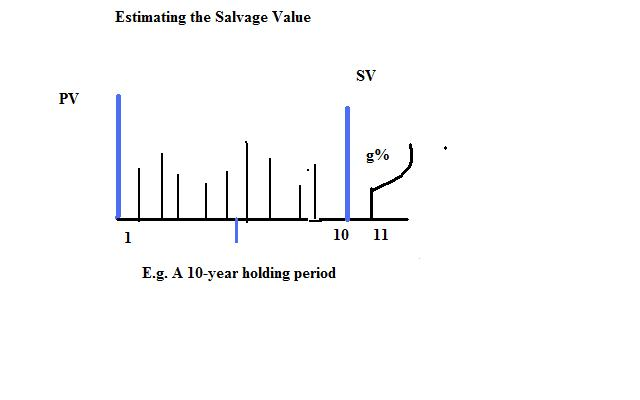 Estimating the Salvage Value
SV
PV
g%
1
10
11
E.g. A 10-year holding period